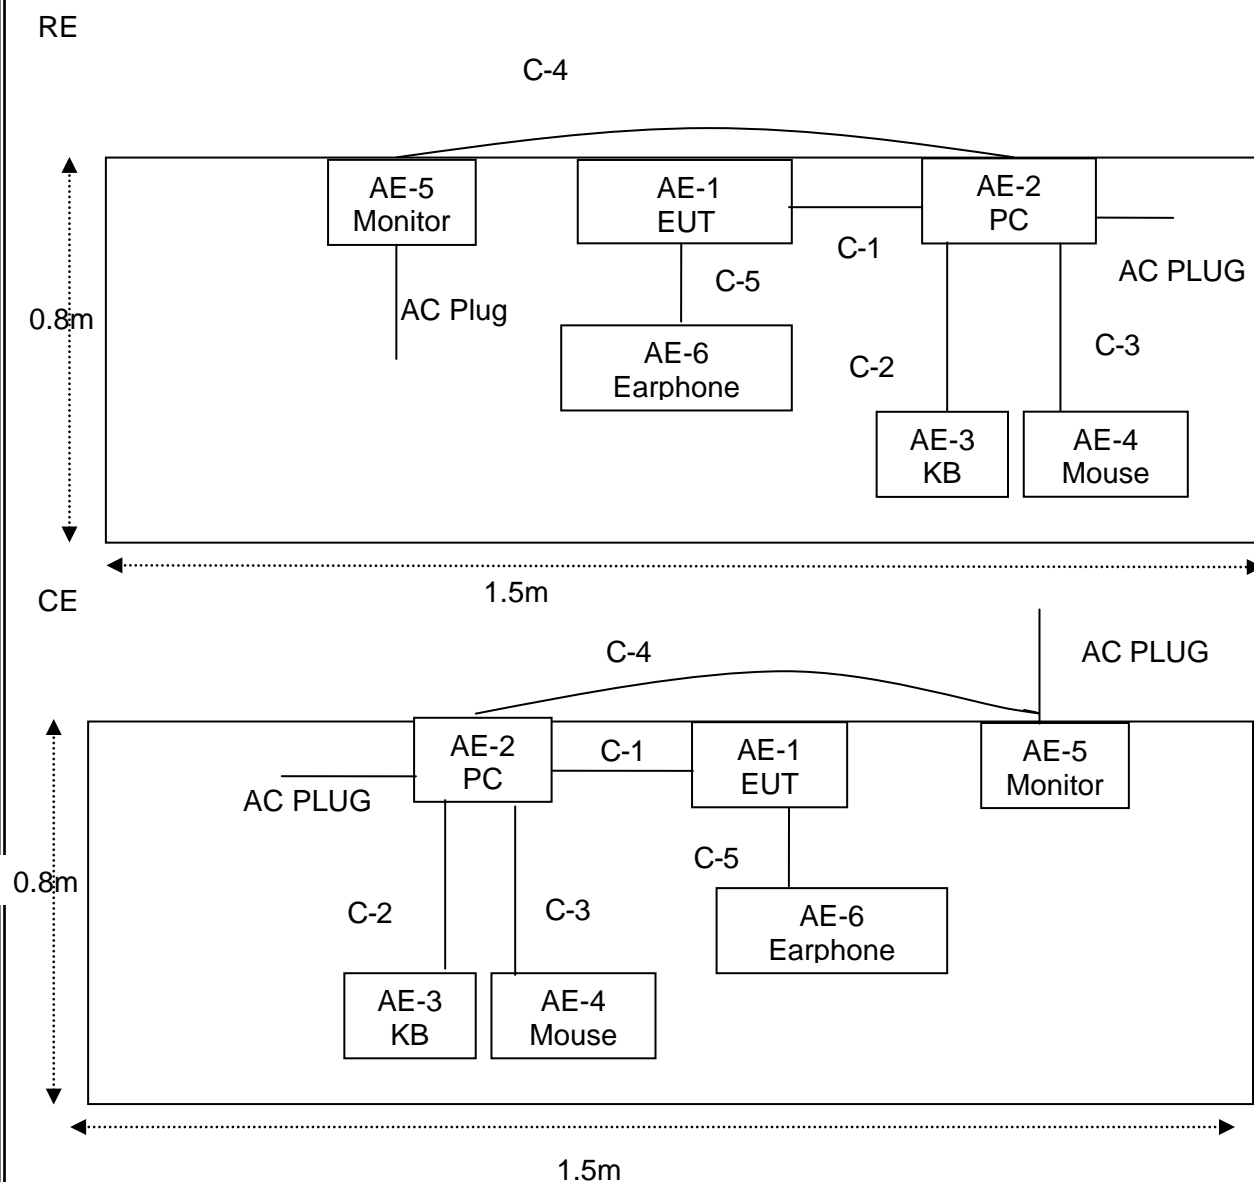 RE
C-4
AE-5
Monitor
AE-1
EUT
AE-2
PC
C-1
AC PLUG
C-5
AC Plug
0.8m
AE-6
Earphone
C-2
C-3
AE-3
KB
AE-4
Mouse
1.5m
CE
C-4
AC PLUG
AE-2
PC
C-1
AE-1
EUT
AE-5
Monitor
AC PLUG
C-5
0.8m
C-2
C-3
AE-6
Earphone
AE-3
KB
AE-4
Mouse
1.5m